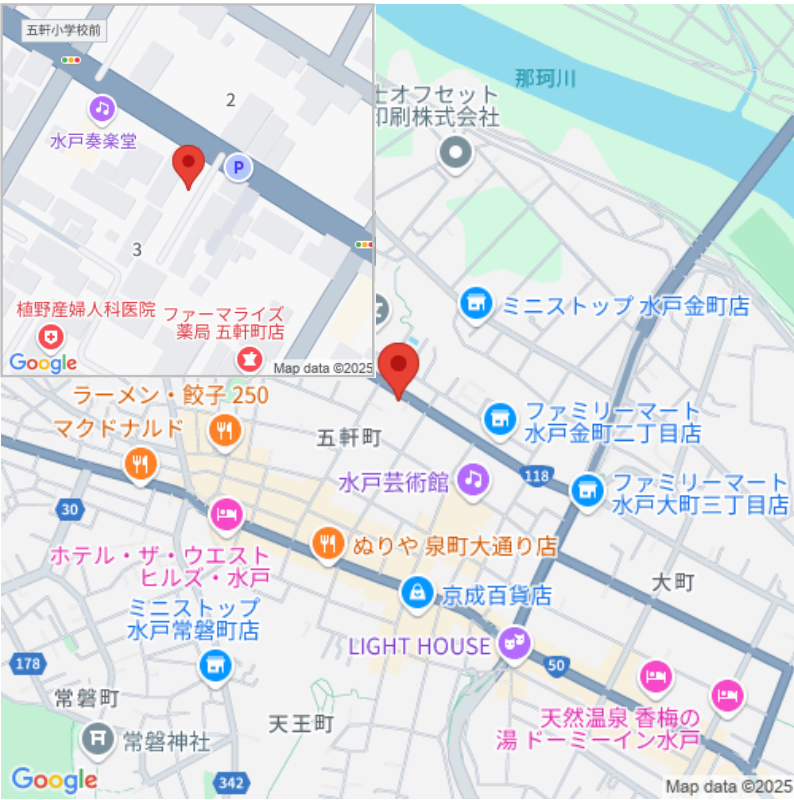 五軒小学校前
2
水戸奏楽堂
P
3
植野産婦人科医院
ファーマライズ
薬局 五軒町店
Google
Map data ©2025
那珂川
士オフセット
印刷株式会社
ミニストップ 水戸金町店
ラーメン・餃子 250
マクドナルド
五軒町
ファミリーマート
水戸金町二丁目店
水戸芸術館
118
ファミリーマート
水戸大町三丁目店
30
ホテル・ザ・ウエスト
ヒルズ・水戸
ぬりや 泉町大通り店
大町
京成百貨店
ミニストップ
水戸常磐町店
LIGHT HOUSE
50
178
常磐町
天王町
常磐神社
天然温泉 香梅の
湯 ドーミーイン水戸
342
Google
Map data ©2025